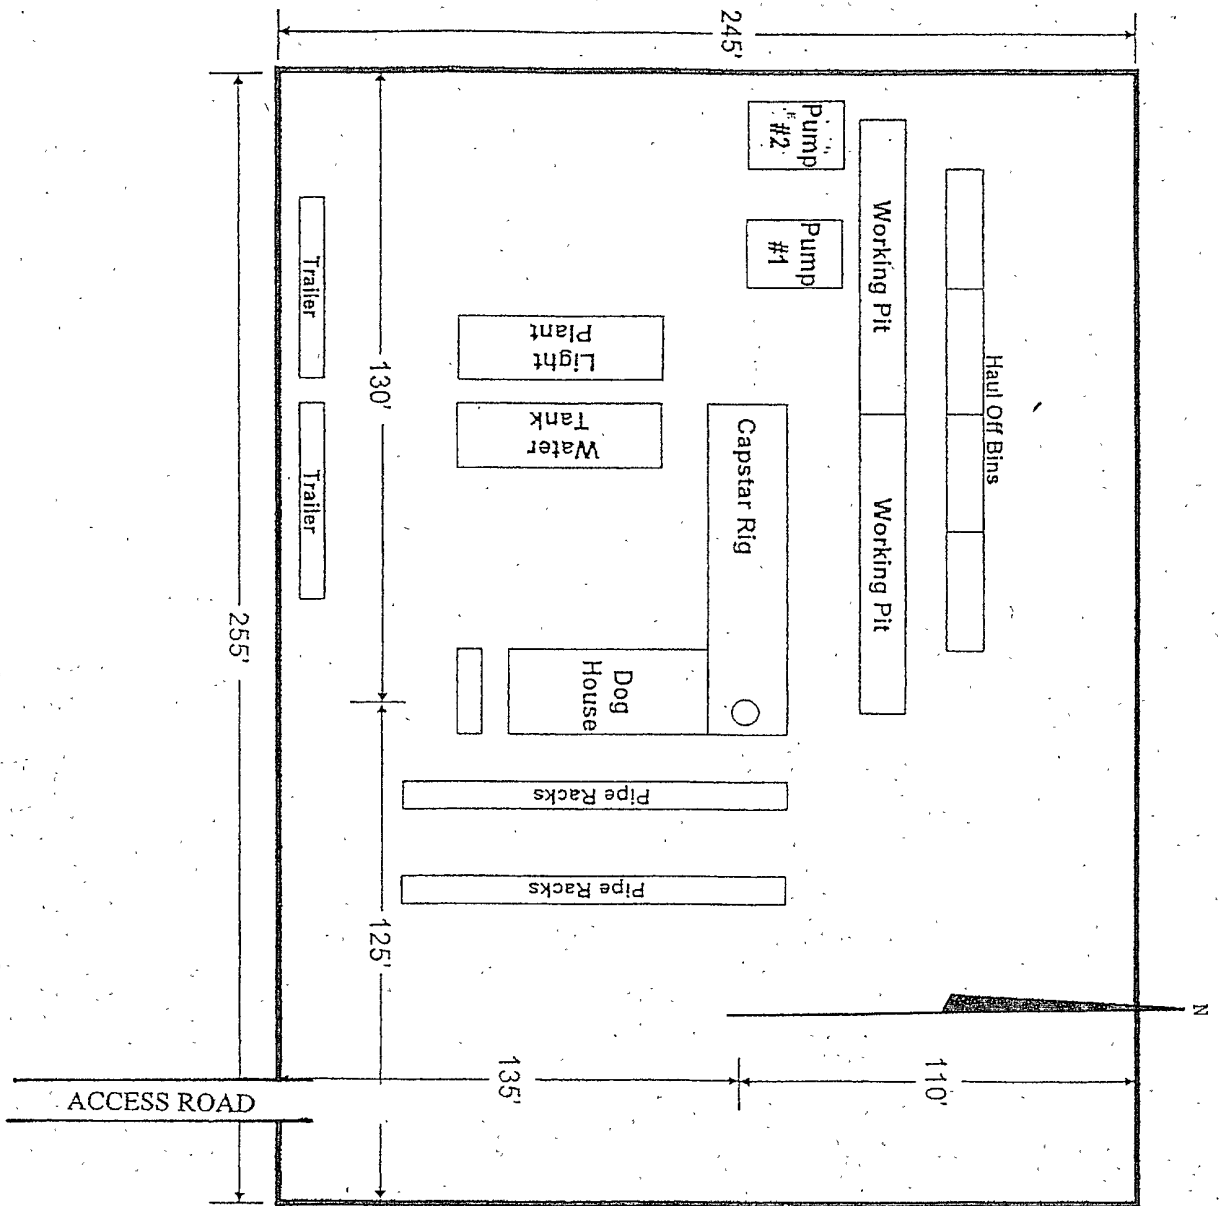 245'
Pump
#2
Working Pit
Trailer
Pump
#1
Haul Off Bins
Light
Plant
130'
Water
Tank
Capstar Rig
Trailer
Working Pit
255'
Dog
House
Pipe Racks
Pipe Racks
125'
N
135'
110'
ACCESS ROAD